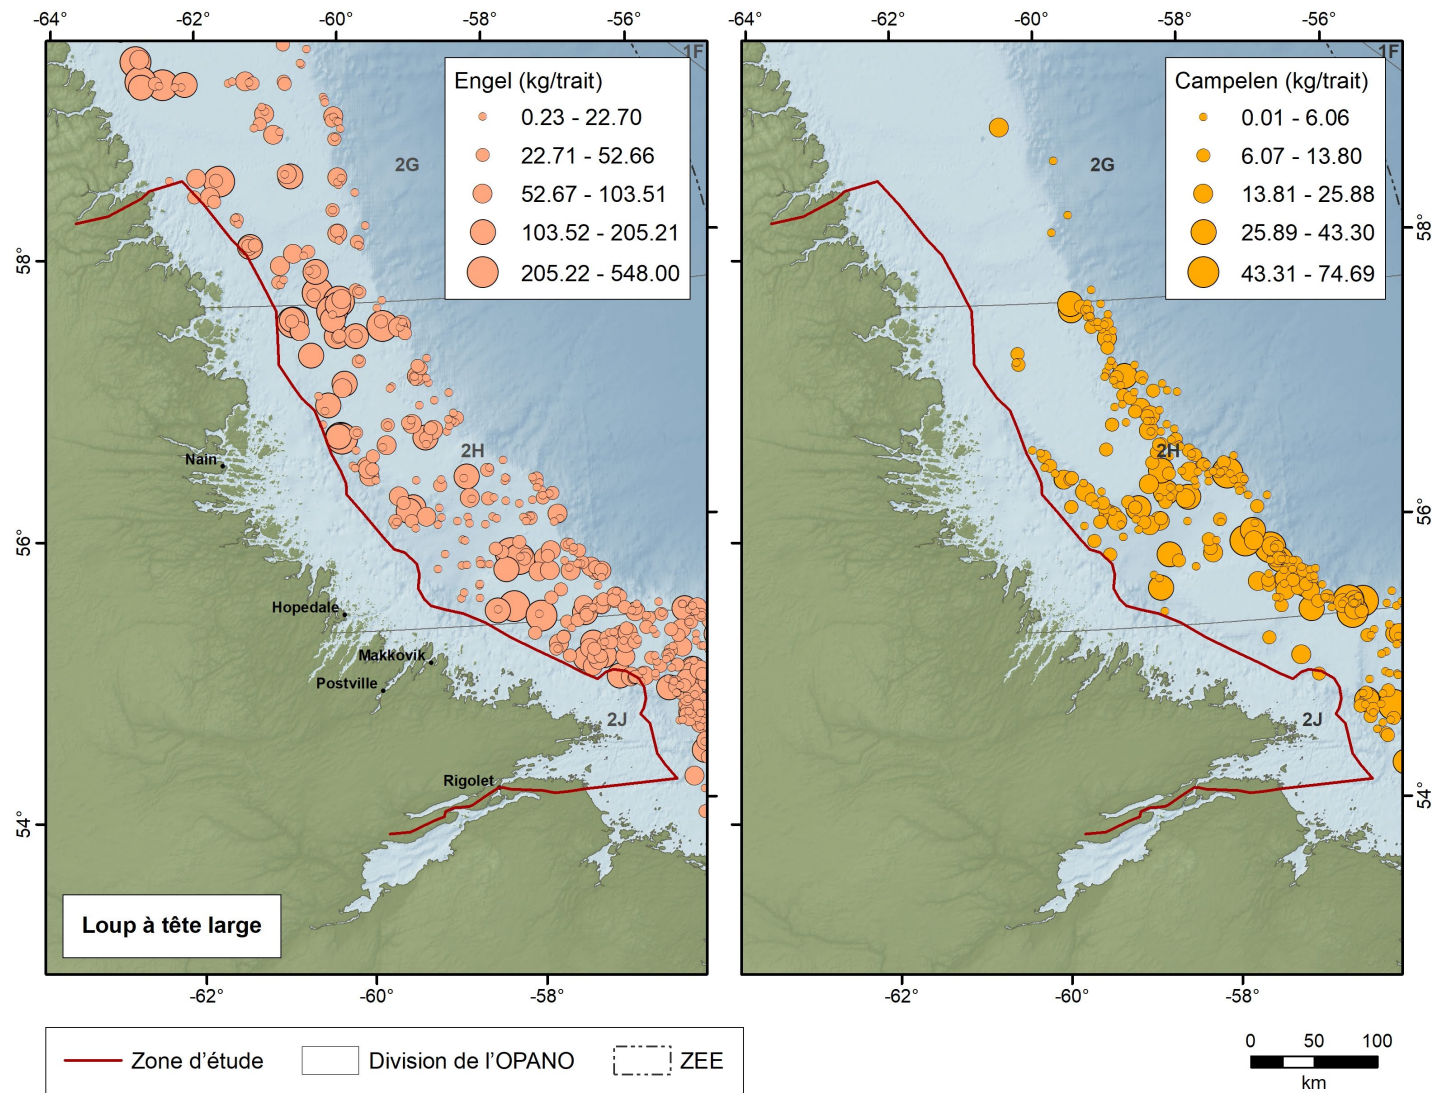 -64°
-62°
-60°
-58°
-56°
-64°
-62°
-60°
-58°
-56°
1F
Engel (kg/trait)
0.23 - 22.70
22.71 - 52.66
52.67 - 103.51
103.52 - 205.21
205.22 - 548.00
1F
Campelen (kg/trait)
0.01 - 6.06
6.07 - 13.80
13.81 - 25.88
25.89 - 43.30
43.31 - 74.69
2G
2G
58°
58°
2H
2H
Nain
56°
56°
Hopedale
Makkovik
Postville
2J
2J
Rigolet
54°
54°
Loup à tête large
-62°
-60°
-58°
-62°
-60°
-58°
Zone d’étude
Division de l’OPANO
ZEE
0 50 100
km